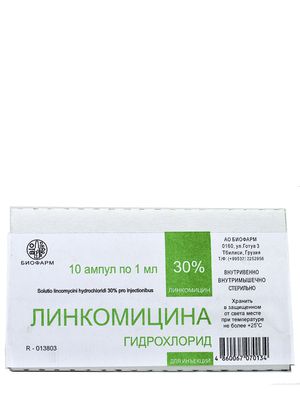 БИОФАРМ
10 ампул по 1 мл
30%
ЛИНКОМИЦИН
Solutio lincomycini hydrochloridi 30% pro injectionibus
ЛИНКОМИЦИНА
ГИДРОХЛОРИД
R - 013803
ДЛЯ ИНЪЕКЦИЙ
АО БИОФАРМ
0160, ул.Готуа 3
Тбилиси, Грузия
ВНУТРИВЕННО
ВНУТРИМЫШЕЧНО
СТЕРИЛЬНО
Хранить
в защищенном
от света месте
при температуре
не более +25°C
4 860067 070134